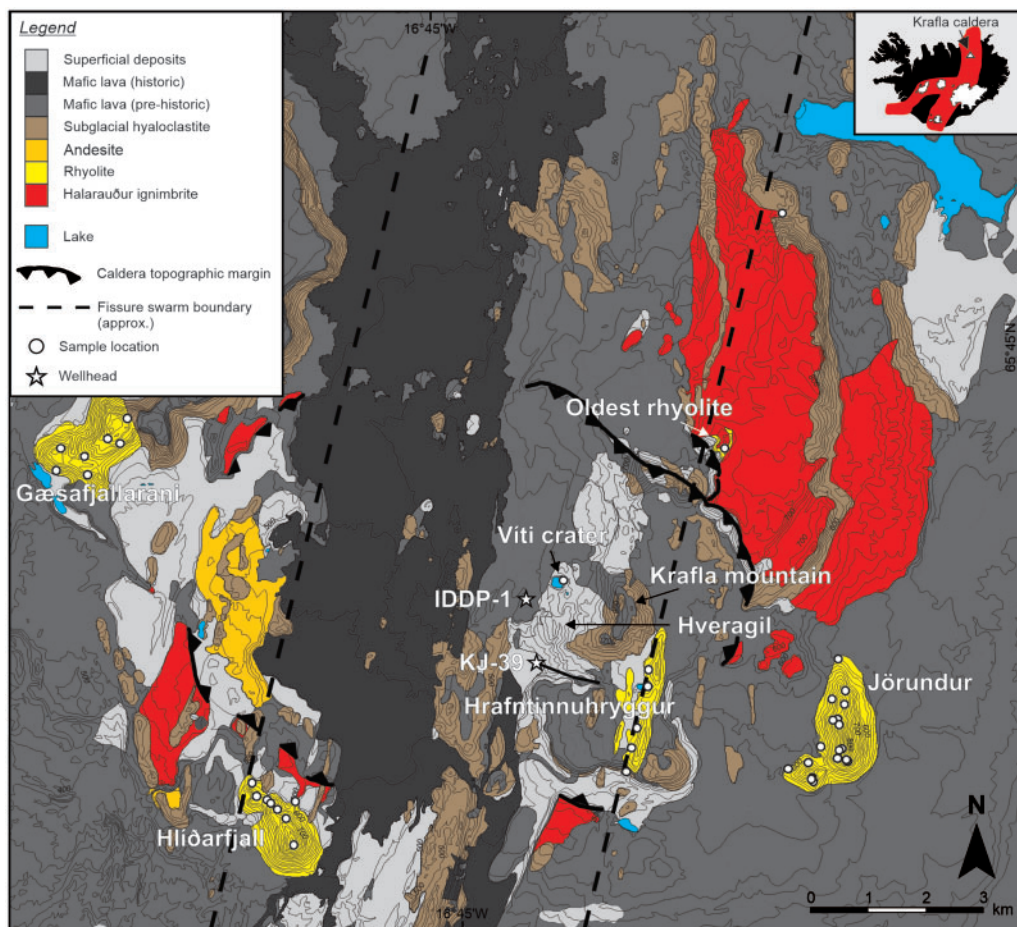 Legend
Superficial deposits
Mafic lava (historic)
Mafic lava (pre-historic)
Subglacial hyaloclastite
Andesite
Rhyolite
Halarauður ignimbrite
Lake
Caldera topographic margin
Fissure swarm boundary
(approx.)
Sample location
Wellhead
16°45'W
Krafla caldera
65°45'N
Oldest rhyolite
Gæsafjallarani
Víti crater
Krafla mountain
IDDP-1
Hveragil
KJ-39
Hrafntinnuhryggur
Jörundur
Hlíðarfjall
N
16°45'W
0 1 2 3
km